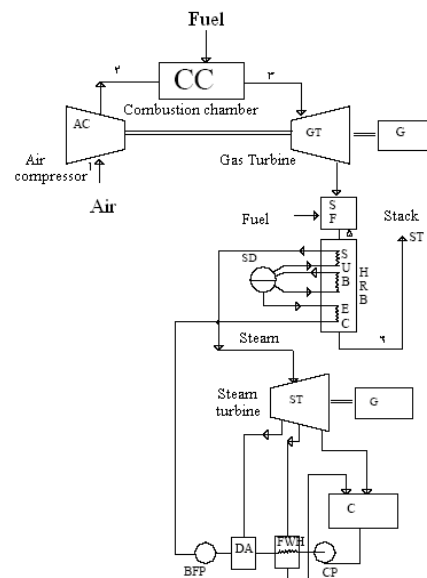 Fuel
CC
٢
٣
Combustion chamber
AC
GT
G
Air
compressor
١
Gas Turbine
Air
S
F
Fuel
Stack
ST
SD
S
U
B
E
C
H
R
B
Steam
Steam
turbine
ST
G
C
DA
FWH
BFP
CP